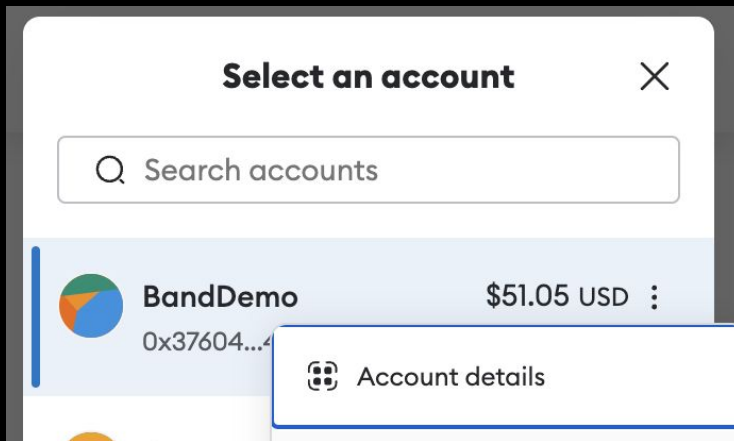 Select an account
Search accounts
BandDemo $51.05 USD
0x37604...
Account details